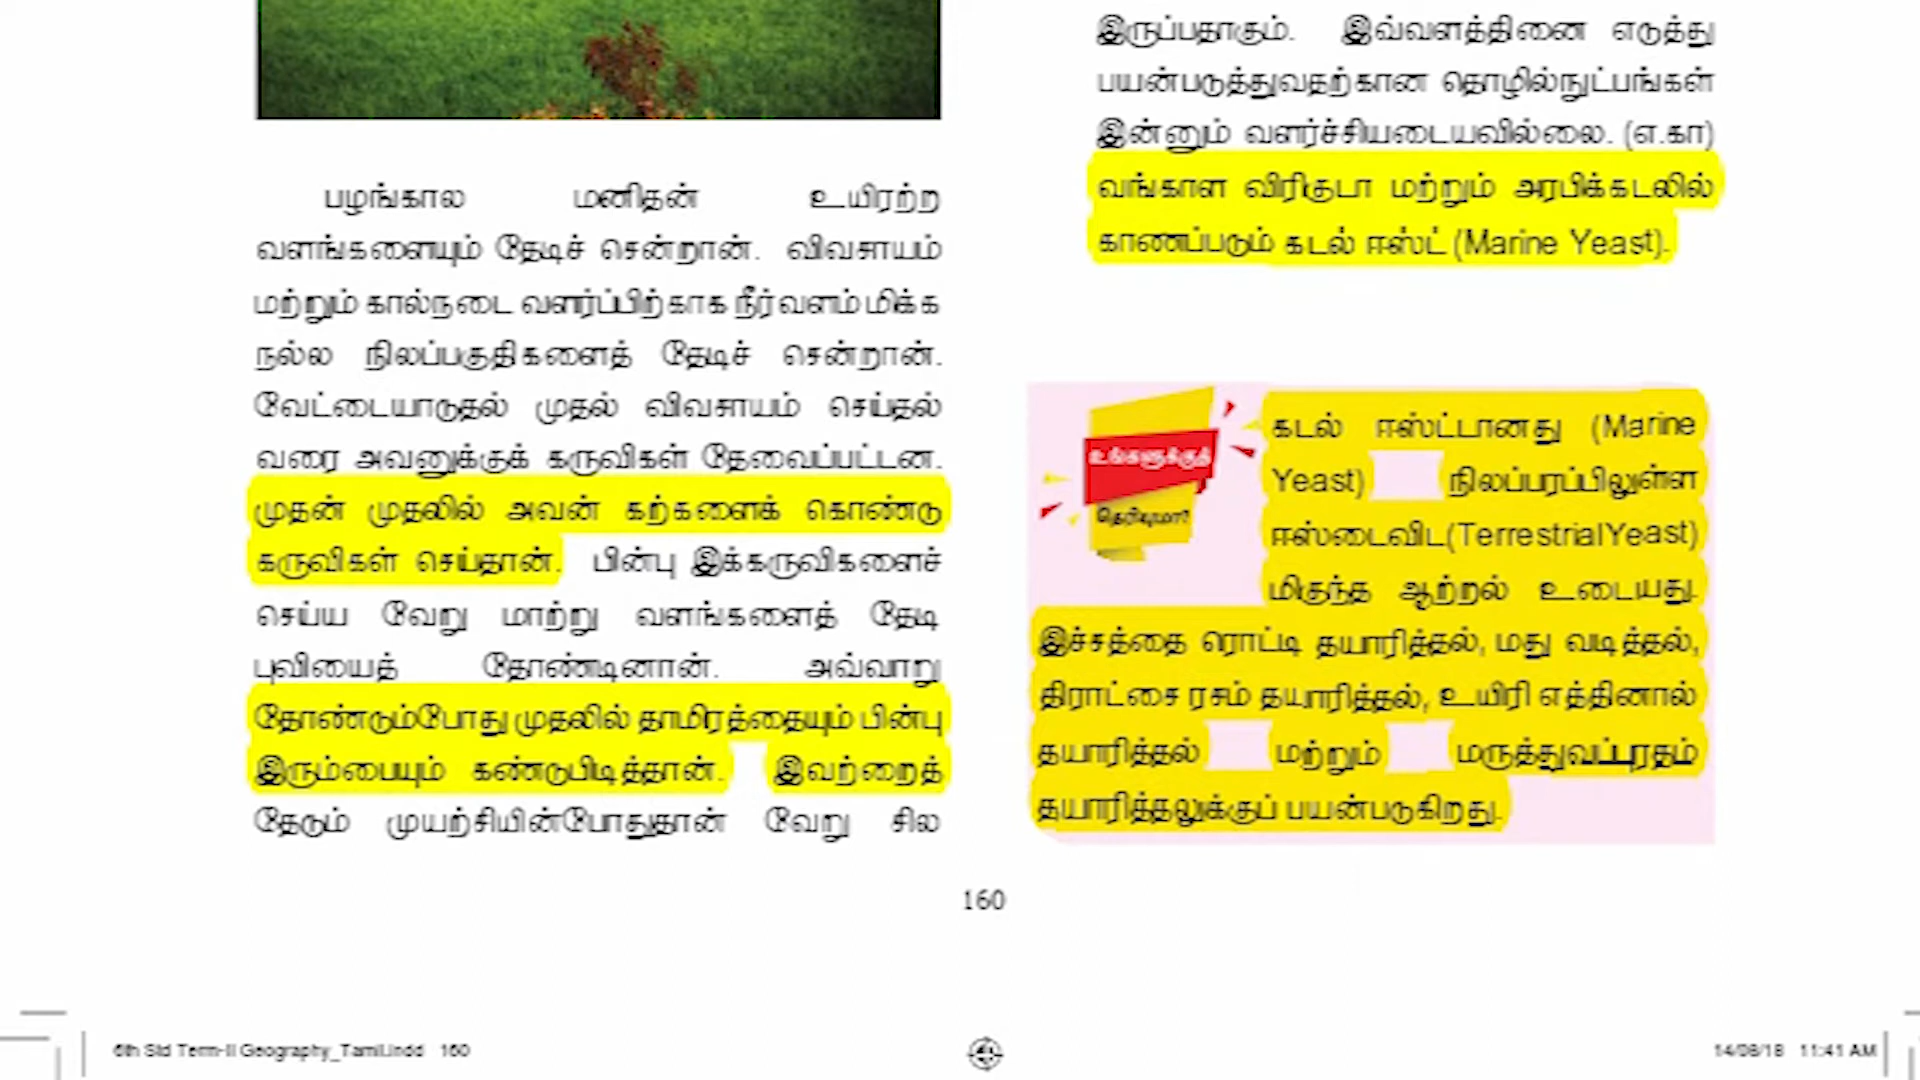 பழங்கால மனிதன் உயிரற்ற
வளங்களையும் தேடிச் சென்றான். விவசாயம்
மற்றும் கால்நடை வளர்ப்பிற்காக நீர்வளம் மிக்க
நல்ல நிலப்பகுதிகளைத் தேடிச் சென்றான்.
வேட்டையாடுதல் முதல் விவசாயம் செய்தல்
வரை அவனுக்குக் கருவிகள் தேவைப்பட்டன.
முதன் முதலில் அவன் கற்களைக் கொண்டு
கருவிகள் செய்தான். பின்பு இக்கருவிகளைச்
செய்ய வேறு மாற்று வளங்களைத் தேடி
புவியைத் தோண்டினான். அவ்வாறு
தோண்டும்போது முதலில் தாமிரத்தையும் பின்பு
இரும்பையும் கண்டுபிடித்தான். இவற்றைத்
தேடும் முயற்சியின்போதுதான் வேறு சில
இருப்பதாகும். இவ்வளத்தினை எடுத்து
பயன்படுத்துவதற்கான தொழில்நுட்பங்கள்
இன்னும் வளர்ச்சியடையவில்லை. (எ.கா)
வங்காள விரிகுடா மற்றும் அரபிக்கடலில்
காணப்படும் கடல் ஈஸ்ட் (Marine Yeast).
உங்களுக்குத்
தெரியுமா?
கடல் ஈஸ்ட்டானது (Marine
Yeast) நிலப்பரப்பிலுள்ள
ஈஸ்டைவிட(TerrestrialYeast)
மிகுந்த ஆற்றல் உடையது.
இச்சத்தை ரொட்டி தயாரித்தல், மது வடித்தல்,
திராட்சை ரசம் தயாரித்தல், உயிரி எத்தினால்
தயாரித்தல் மற்றும் மருத்துவப்புரதம்
தயாரித்தலுக்குப் பயன்படுகிறது.
160
6th Std Term-II Geography_Tamil.indd 160
14/08/18 11:41 AM